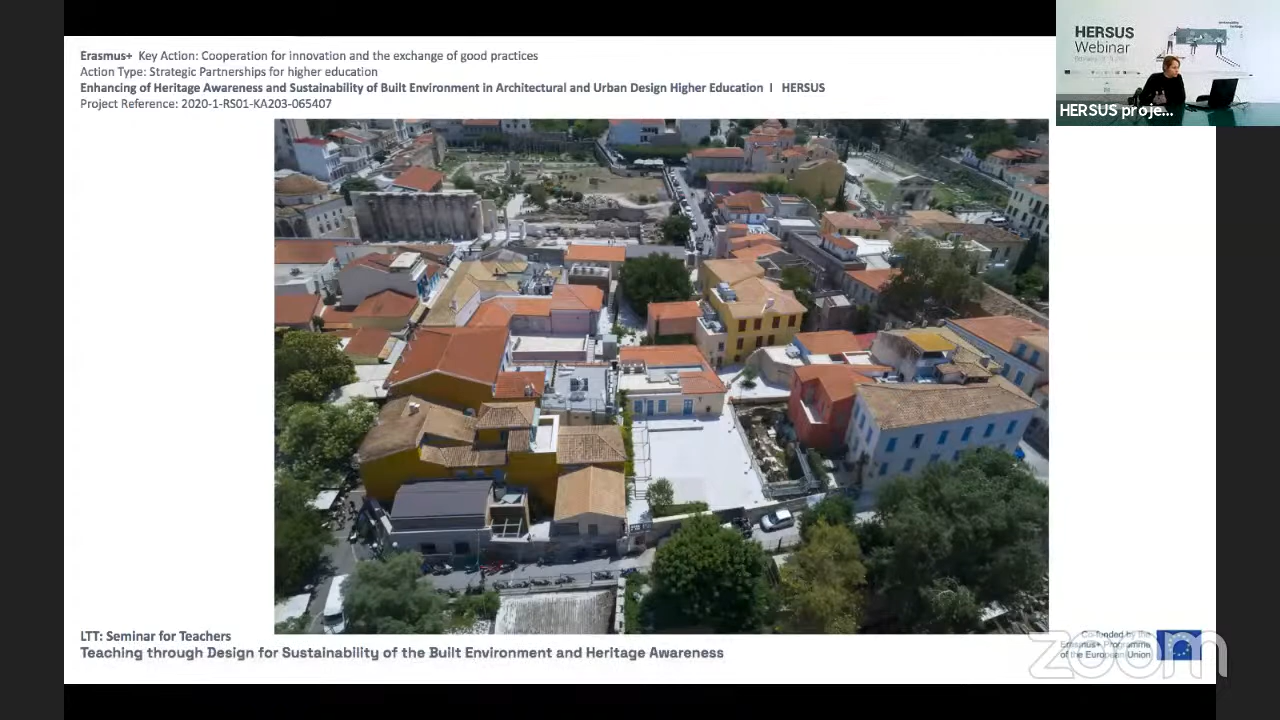 Erasmus+ Key Action: Cooperation for innovation and the exchange of good practices
Action Type: Strategic Partnerships for higher education
Enhancing of Heritage Awareness and Sustainability of Built Environment in Architectural and Urban Design Higher Education I HERSUS
Project Reference: 2020-1-RS01-KA203-065407
HERSUS
Webinar
HERSUS proje...
LTT: Seminar for Teachers
Teaching through Design for Sustainability of the Built Environment and Heritage Awareness
Co-funded by the
Erasmus+ Programme
of the European Union
zoom